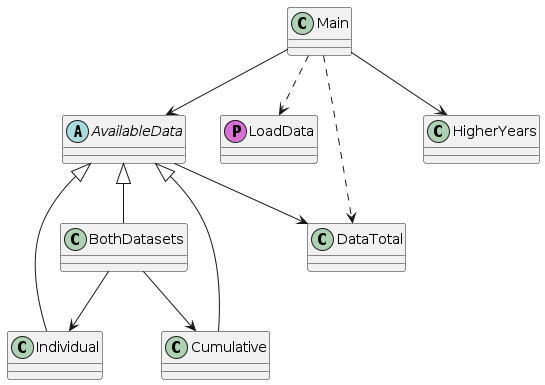 C Main
A AvailableData
P LoadData
C HigherYears
C BothDatasets
C DataTotal
C Individual
C Cumulative